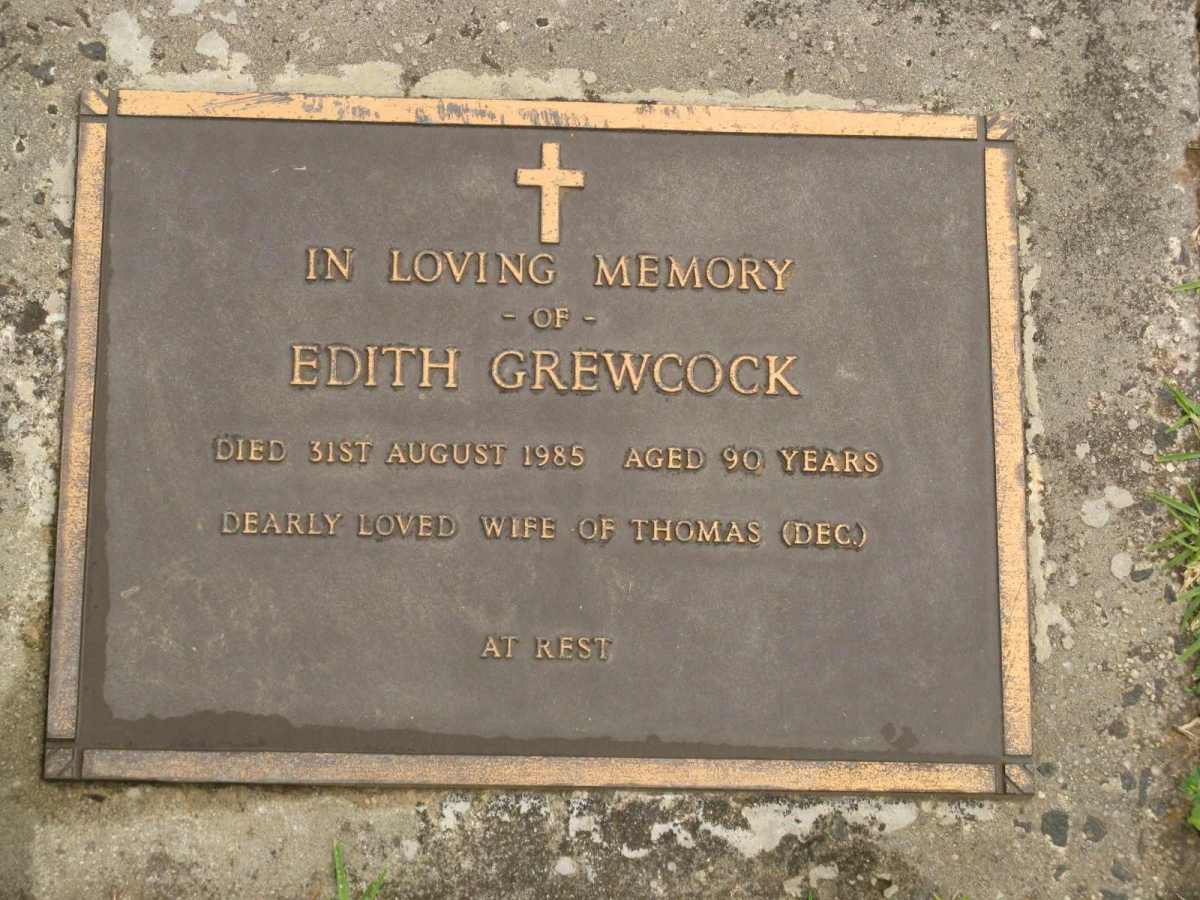 IN LOVING MEMORY
- OF -
EDITH GREWCOCK
DIED 31ST AUGUST 1985 AGED 90 YEARS
DEARLY LOVED WIFE OF THOMAS (DEC.)
AT REST